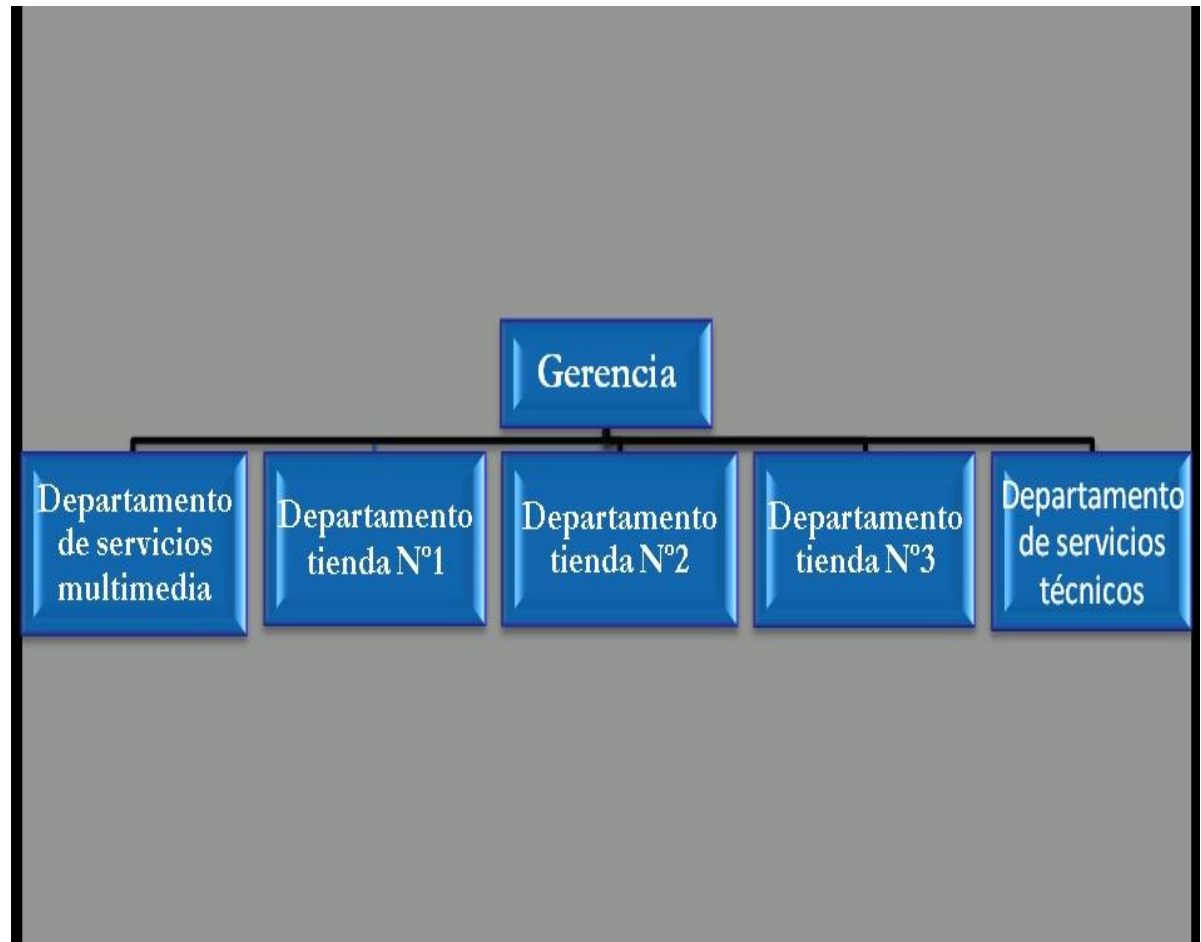 Gerencia
Departamento
de servicios
multimedia
Departamento
tienda Nº1
Departamento
tienda Nº2
Departamento
tienda Nº3
Departamento
de servicios
técnicos